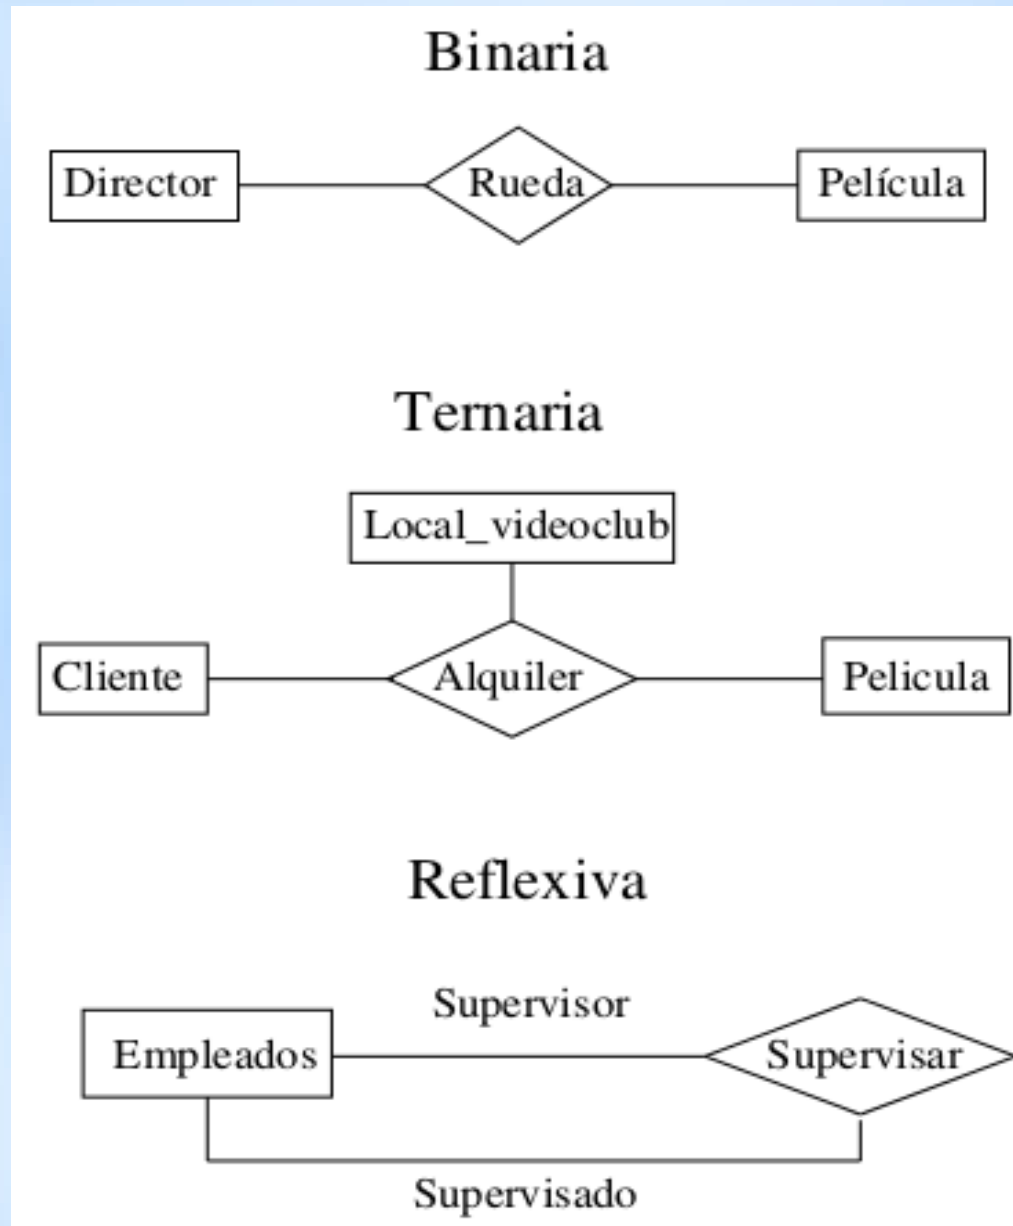 Binaria
Director Rueda Película
Ternaria
Local_videoclub
Cliente Alquiler Pelicula
Reflexiva
Supervisor
Empleados Supervisar
Supervisado